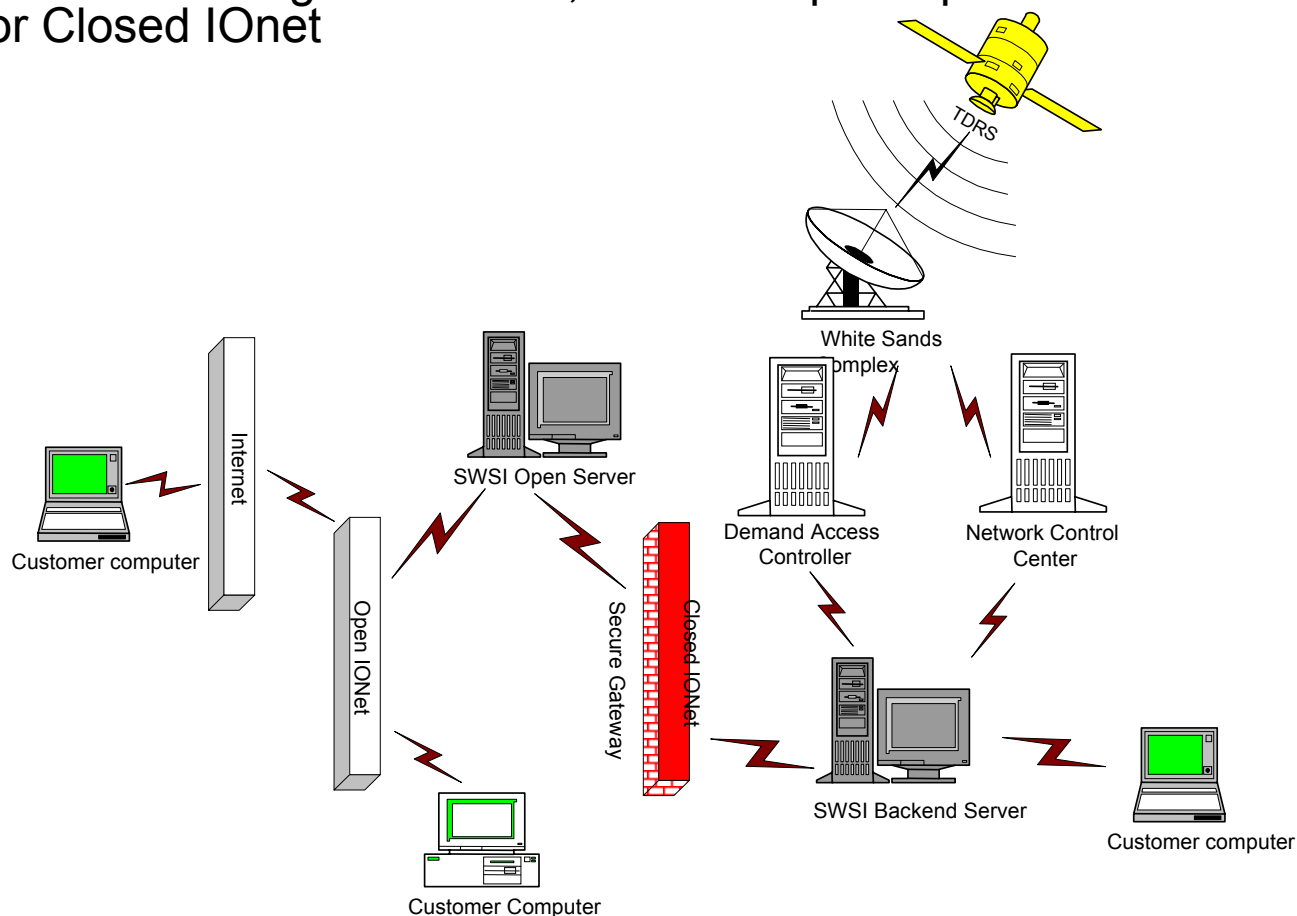 or Closed IOnet
TDRS
White Sands
Complex
Internet
SWSI Open Server
Customer computer
Demand Access
Controller
Network Control
Center
Open IONet
Secure Gateway
Closed IONet
SWSI Backend Server
Customer computer
Customer Computer